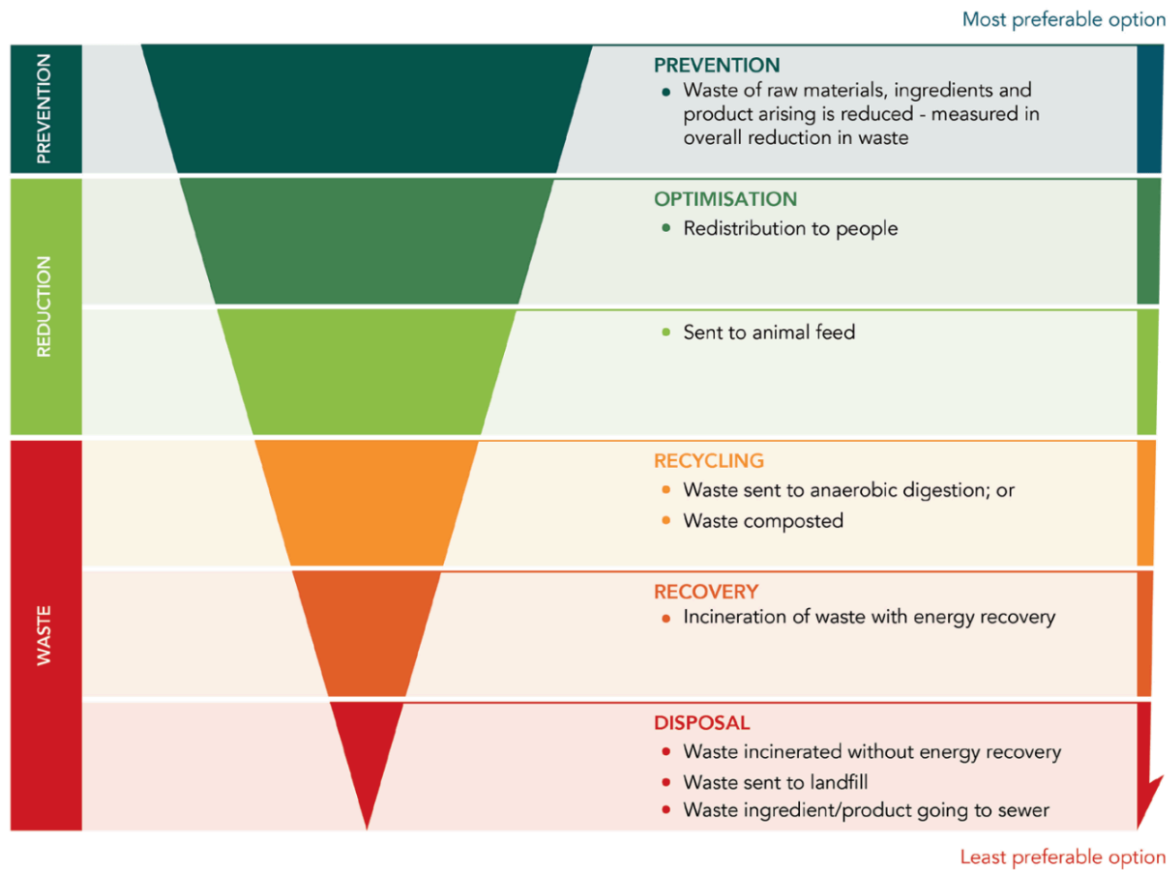 Most preferable option
PREVENTION
PREVENTION
Waste of raw materials, ingredients and
product arising is reduced - measured in
overall reduction in waste
REDUCTION
OPTIMISATION
Redistribution to people
Sent to animal feed
WASTE
RECYCLING
Waste sent to anaerobic digestion; or
Waste composted
RECOVERY
Incineration of waste with energy recovery
DISPOSAL
Waste incinerated without energy recovery
Waste sent to landfill
Waste ingredient/product going to sewer
Least preferable option